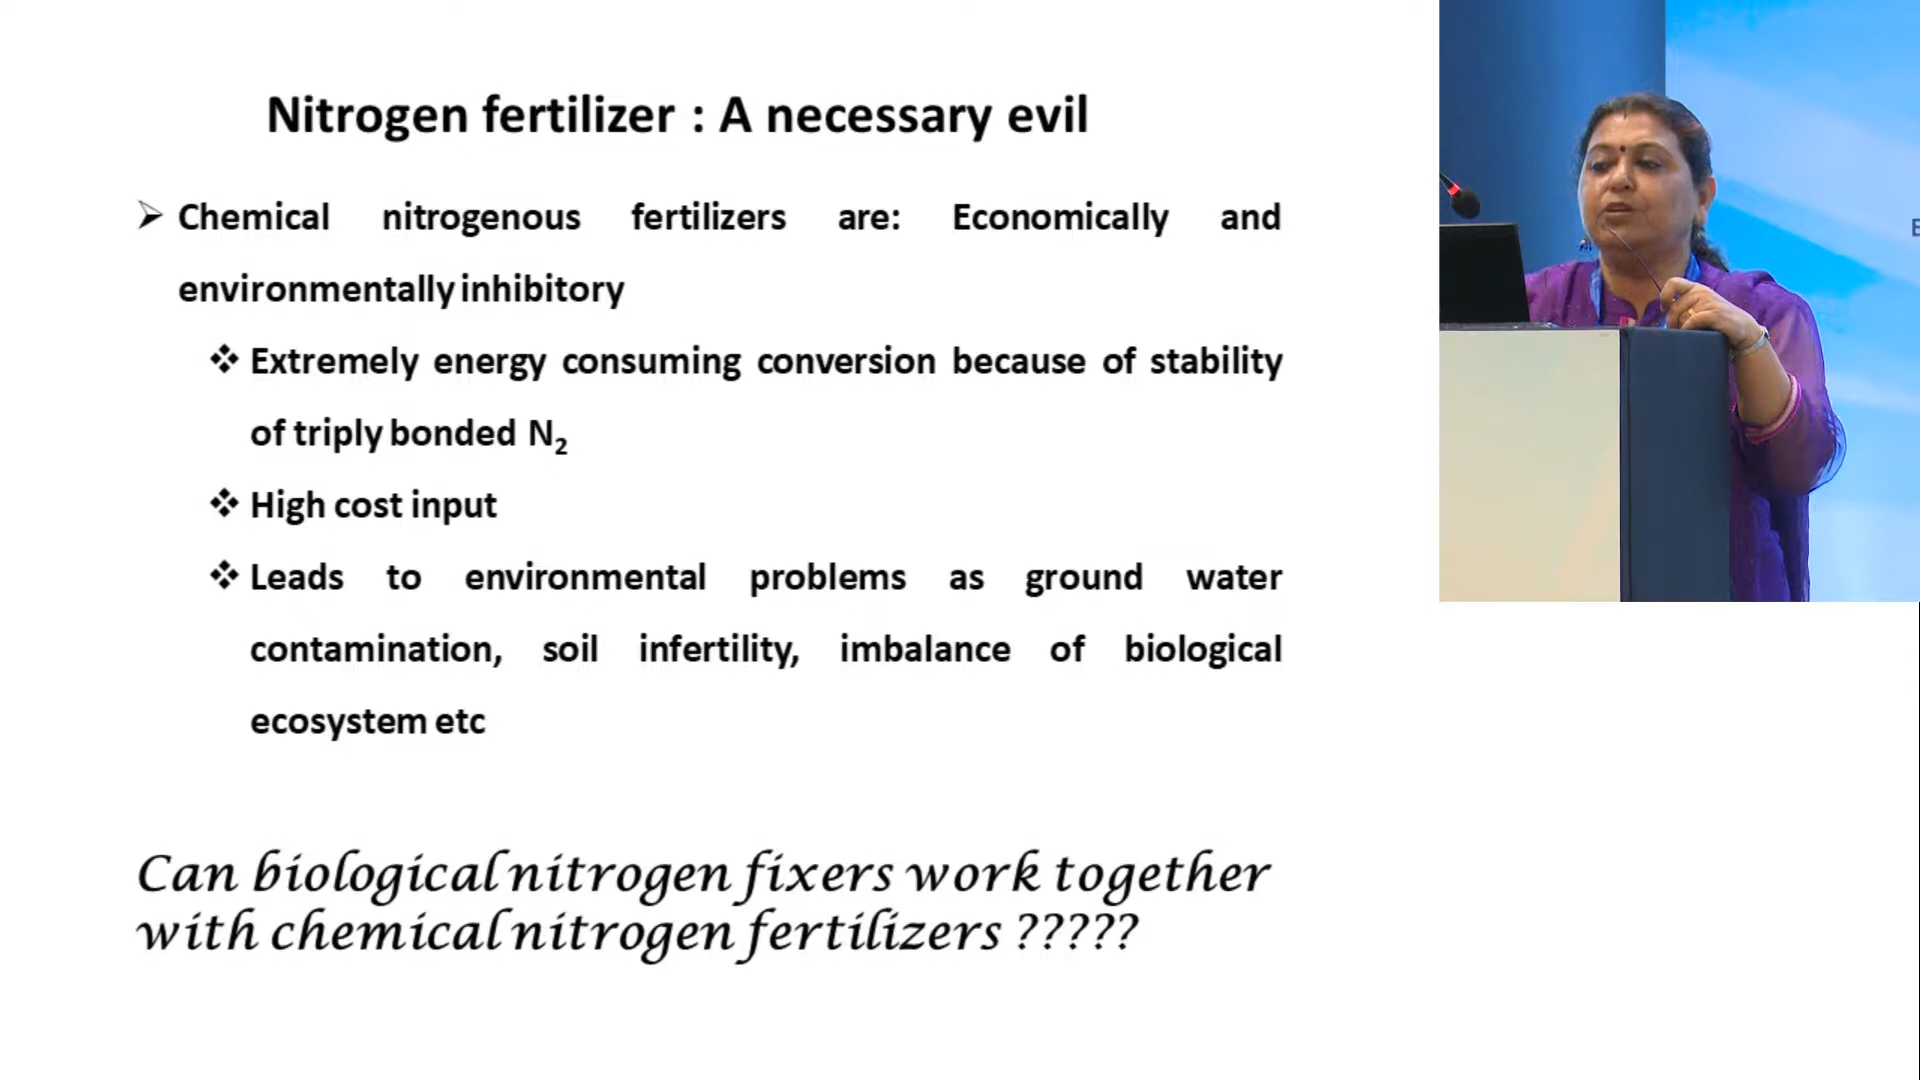 Nitrogen fertilizer : A necessary evil
➢ Chemical nitrogenous fertilizers are: Economically and
environmentally inhibitory
❖ Extremely energy consuming conversion because of stability
of triply bonded N₂
❖ High cost input
❖ Leads to environmental problems as ground water
contamination, soil infertility, imbalance of biological
ecosystem etc
Can biological nitrogen fixers work together
with chemical nitrogen fertilizers ?????